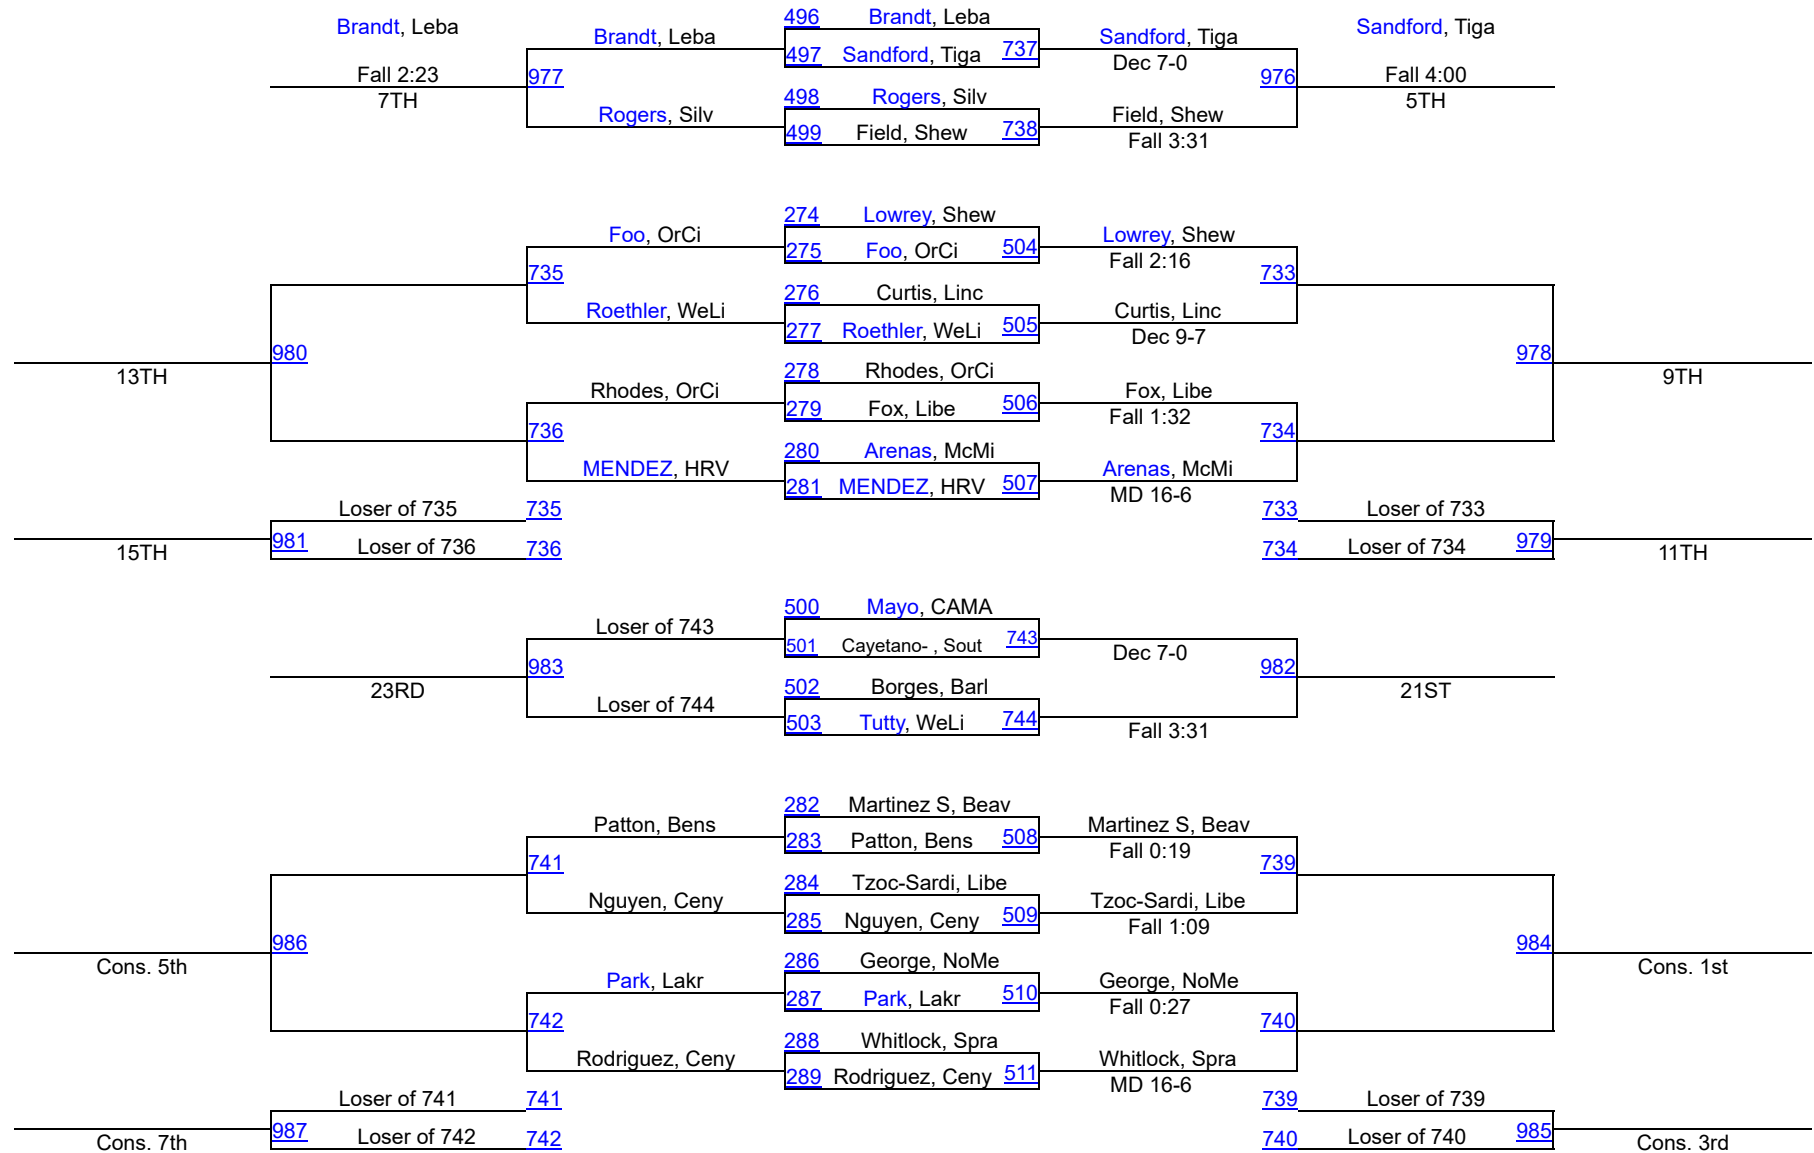 496 Brandt, Leba
Brandt, Leba Brandt, Leba Sandford, Tiga Sandford, Tiga
497 Sandford, Tiga 737
Fall 2:23 977 Dec 7-0 976 Fall 4:00
7TH 498 Rogers, Silv 5TH
Rogers, Silv Field, Shew
499 Field, Shew 738
Fall 3:31
274 Lowrey, Shew
Foo, OrCi Lowrey, Shew
275 Foo, OrCi 504
735 Fall 2:16 733
276 Curtis, Linc
Roethler, WeLi Curtis, Linc
277 Roethler, WeLi 505
Dec 9-7
980 978
13TH 278 Rhodes, OrCi 9TH
Rhodes, OrCi Fox, Libe
279 Fox, Libe 506
736 Fall 1:32 734
280 Arenas, McMi
MENDEZ, HRV Arenas, McMi
281 MENDEZ, HRV 507
MD 16-6
Loser of 735 735 733 Loser of 733
981 979
15TH Loser of 736 736 734 Loser of 734 11TH
500 Mayo, CAMA
Loser of 743
501 Cayetano- , Sout 743
983 Dec 7-0 982
23RD 502 Borges, Barl 21ST
Loser of 744
503 Tutty, WeLi 744
Fall 3:31
282 Martinez S, Beav
Patton, Bens Martinez S, Beav
283 Patton, Bens 508
741 Fall 0:19 739
284 Tzoc-Sardi, Libe
Nguyen, Ceny Tzoc-Sardi, Libe
285 Nguyen, Ceny 509
Fall 1:09
986 984
Cons. 5th 286 George, NoMe Cons. 1st
Park, Lakr George, NoMe
287 Park, Lakr 510
742 Fall 0:27 740
288 Whitlock, Spra
Rodriguez, Ceny Whitlock, Spra
289 Rodriguez, Ceny 511
MD 16-6
Loser of 741 741 739 Loser of 739
987 985
Cons. 7th Loser of 742 742 740 Loser of 740 Cons. 3rd